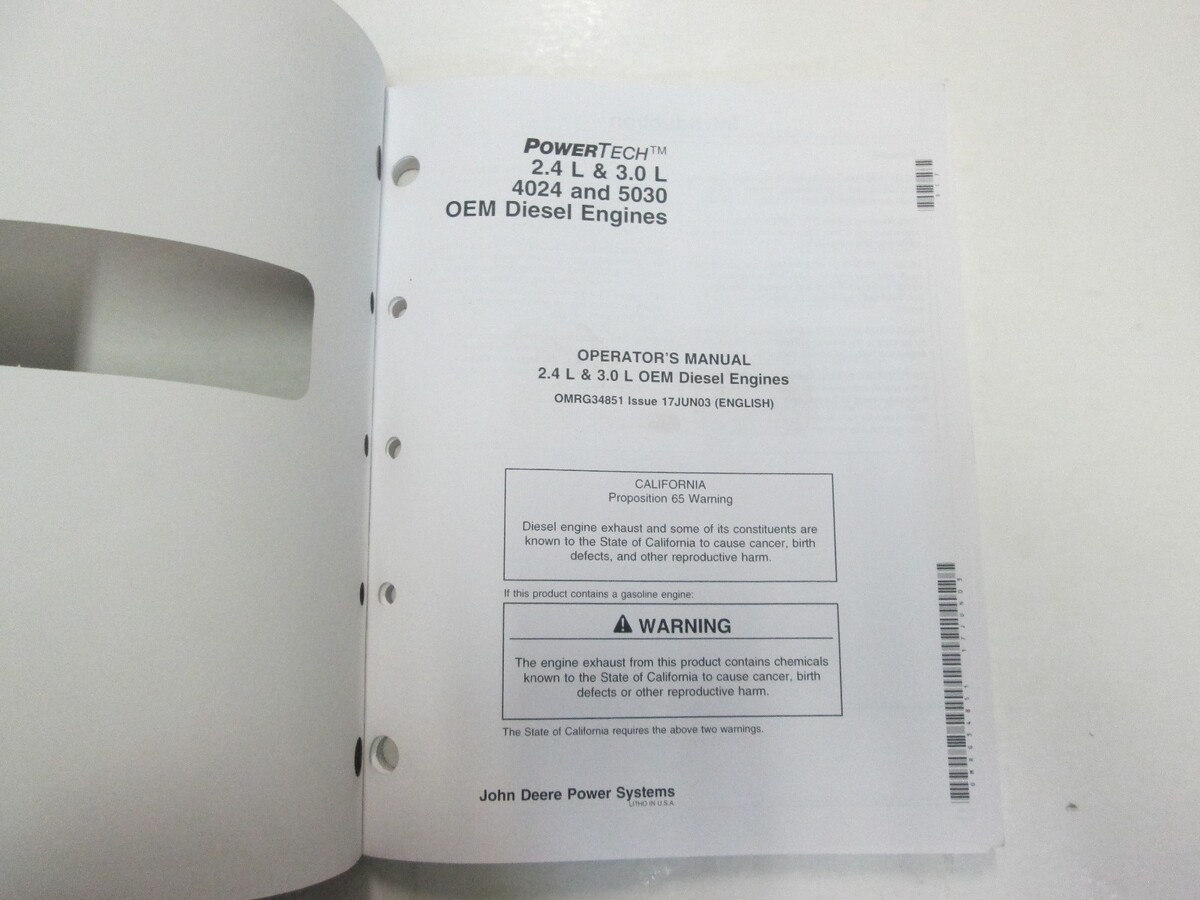 POWERTECH™
2.4 L & 3.0 L
4024 and 5030
OEM Diesel Engines
OPERATOR'S MANUAL
2.4 L & 3.0 L OEM Diesel Engines
OMRG34851 Issue 17JUN03 (ENGLISH)
CALIFORNIA
Proposition 65 Warning
Diesel engine exhaust and some of its constituents are
known to the State of California to cause cancer, birth
defects, and other reproductive harm.
If this product contains a gasoline engine:
WARNING
The engine exhaust from this product contains chemicals
known to the State of California to cause cancer, birth
defects or other reproductive harm.
The State of California requires the above two warnings.
John Deere Power Systems
LITHO IN U.S.A.